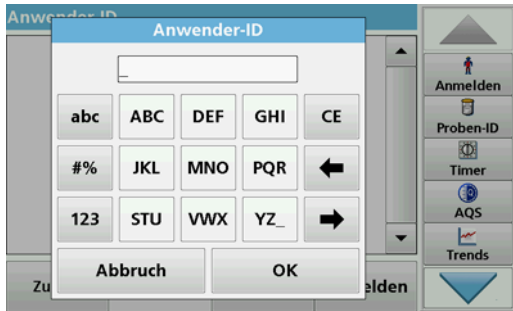 Anwender-ID
Anwender-ID
_
abc ABC DEF GHI CE
#% JKL MNO PQR
123 STU VWX YZ_
Abbruch OK
Zu
elden
Anmelden
Proben-ID
Timer
AQS
Trends